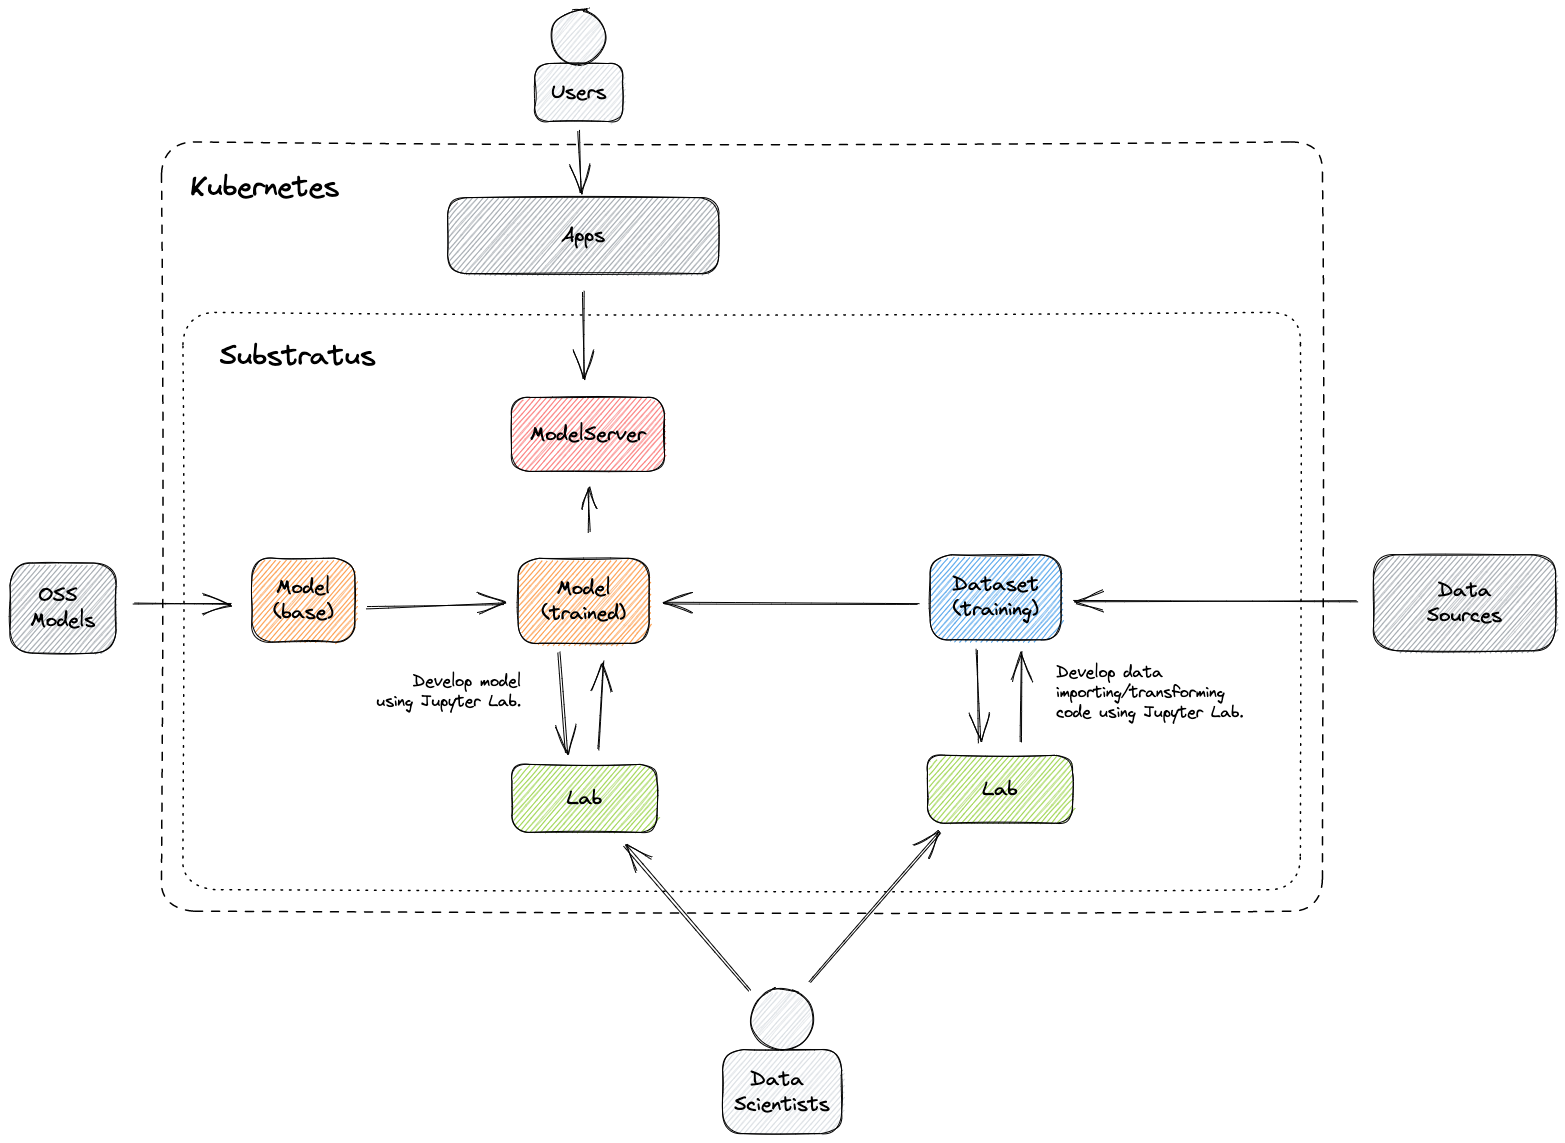 Users
Kubernetes
Apps
Substratus
ModelServer
OSS
Models
Model
(base)
Model
(trained)
Dataset
(training)
Data
Sources
Develop model
using Jupyter Lab.
Develop data
importing/transforming
code using Jupyter Lab.
Lab
Lab
Data
Scientists